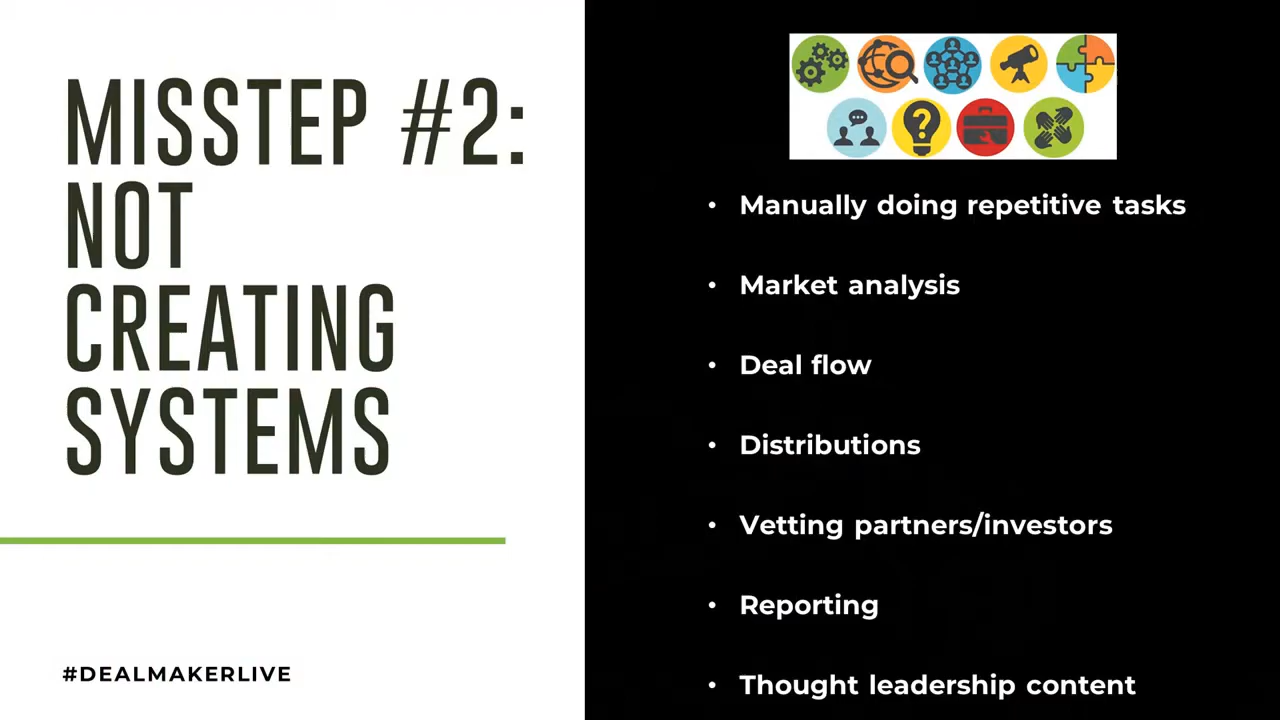 MISSTEP #2:
NOT
CREATING
SYSTEMS
#DEALMAKERLIVE
• Manually doing repetitive tasks
• Market analysis
• Deal flow
• Distributions
• Vetting partners/investors
• Reporting
• Thought leadership content